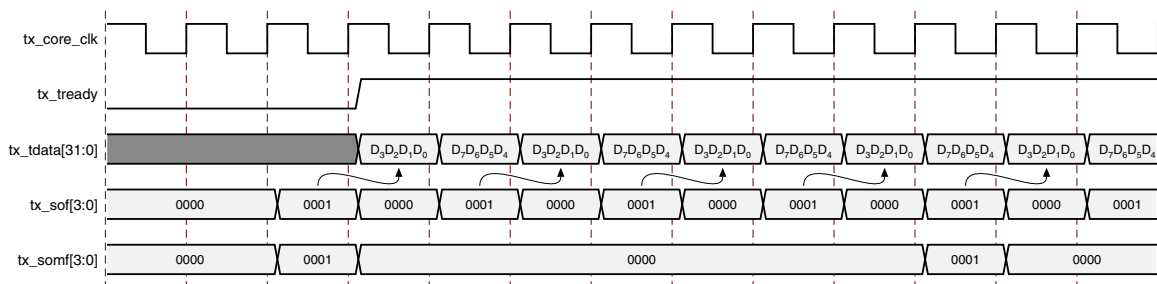 tx_core_clk
tx_tready
tx_tdata[31:0] D₃D₂D₁D₀ D₇D₆D₅D₄ D₃D₂D₁D₀ D₇D₆D₅D₄ D₃D₂D₁D₀ D₇D₆D₅D₄ D₃D₂D₁D₀ D₇D₆D₅D₄ D₃D₂D₁D₀ D₇D₆D₅D₄
tx_sof[3:0] 0000 0001 0000 0001 0000 0001 0000 0001 0000 0001 0000 0001
tx_somf[3:0] 0000 0001 0000 0001 0000